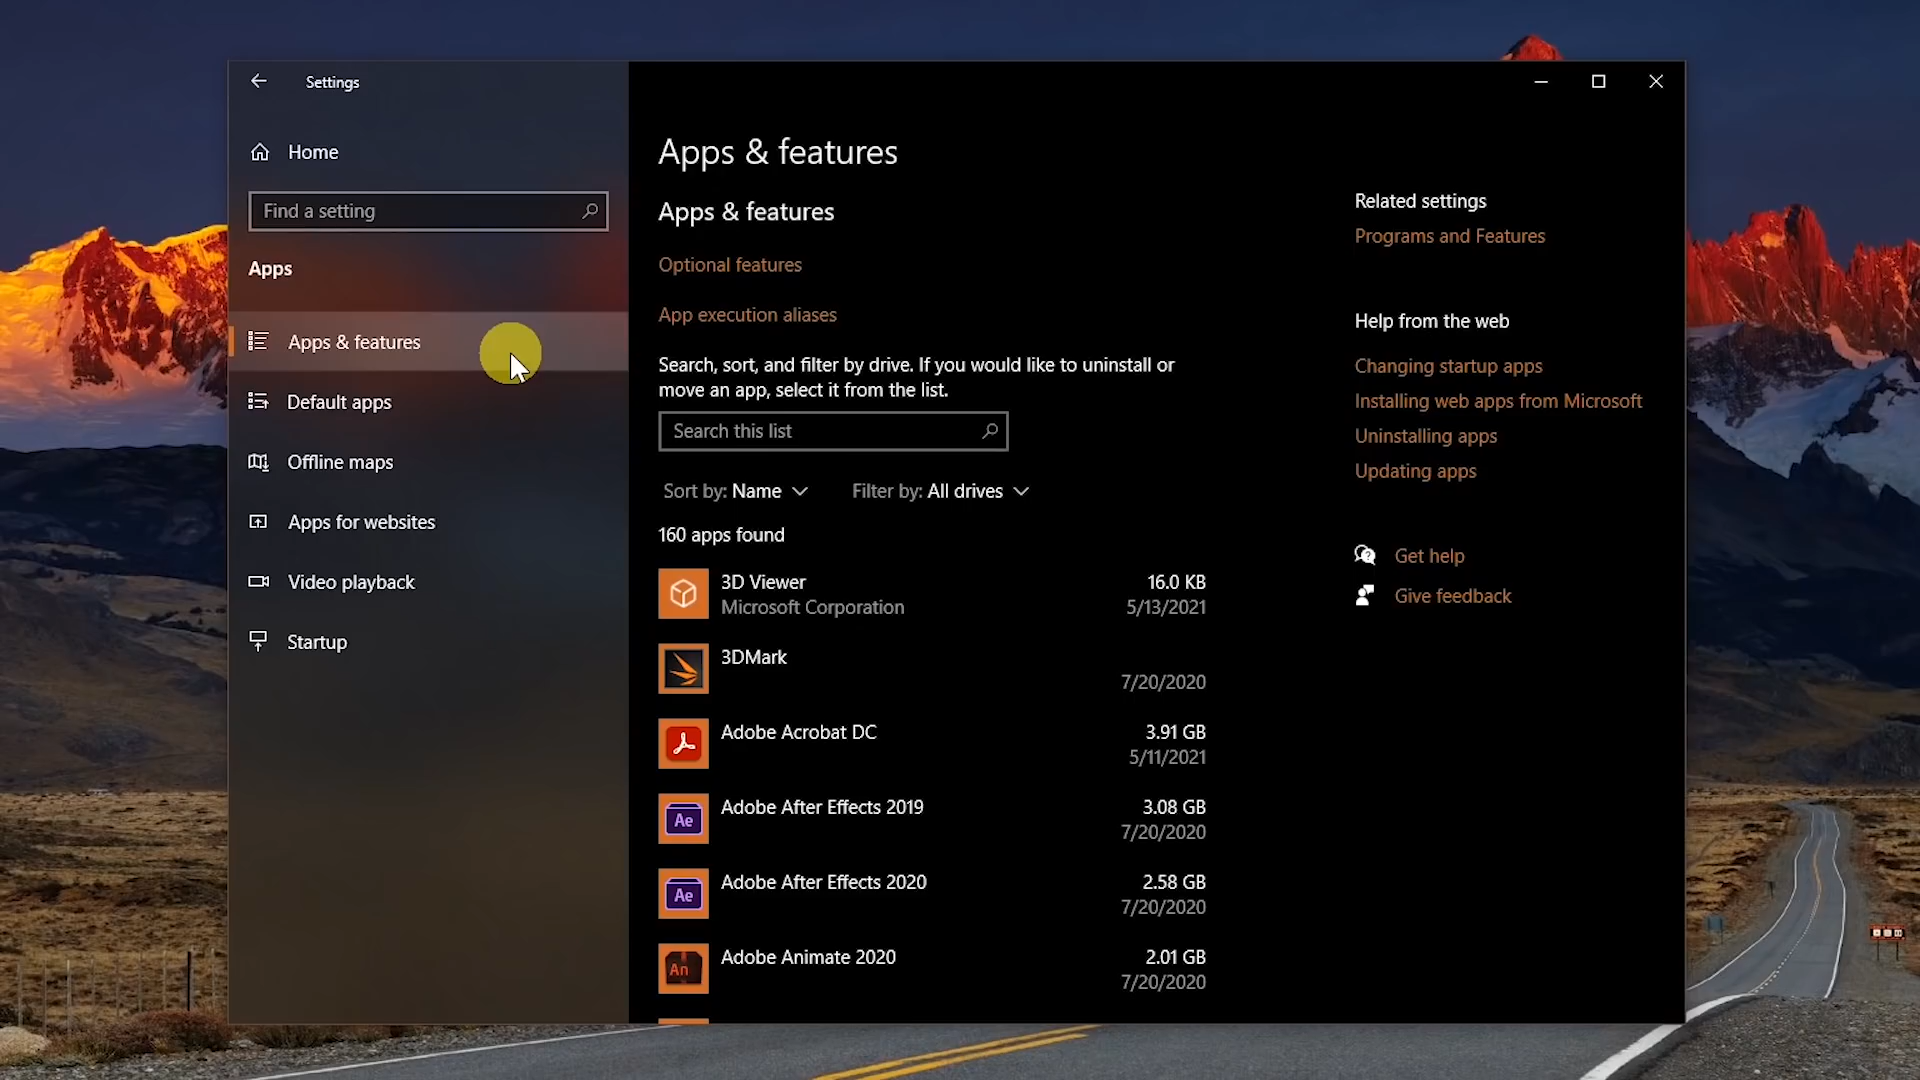 Settings
Home
Find a setting
Apps
Apps & features
Default apps
Offline maps
Apps for websites
Video playback
Startup
Apps & features
Apps & features
Optional features
App execution aliases
Search, sort, and filter by drive. If you would like to uninstall or
move an app, select it from the list.
Search this list
Sort by: Name
Filter by: All drives
160 apps found
3D Viewer 16.0 KB
Microsoft Corporation 5/13/2021
3DMark
7/20/2020
Adobe Acrobat DC 3.91 GB
5/11/2021
Ae
Adobe After Effects 2019 3.08 GB
7/20/2020
Ae
Adobe After Effects 2020 2.58 GB
7/20/2020
An
Adobe Animate 2020 2.01 GB
7/20/2020
Related settings
Programs and Features
Help from the web
Changing startup apps
Installing web apps from Microsoft
Uninstalling apps
Updating apps
Get help
Give feedback